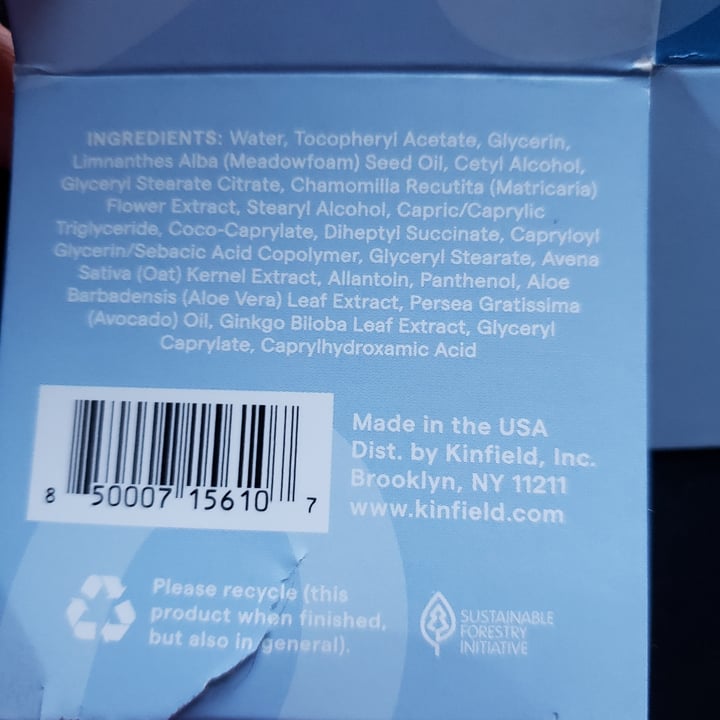 INGREDIENTS: Water, Tocopheryl Acetate, Glycerin,
Limnanthes Alba (Meadowfoam) Seed Oil, Cetyl Alcohol,
Glyceryl Stearate Citrate, Chamomilla Recutita (Matricaria)
Flower Extract, Stearyl Alcohol, Capric/Caprylic
Triglyceride, Coco-Caprylate, Diheptyl Succinate, Capryloyl
Glycerin/Sebacic Acid Copolymer, Glyceryl Stearate, Avena
Sativa (Oat) Kernel Extract, Allantoin, Panthenol, Aloe
Barbadensis (Aloe Vera) Leaf Extract, Persea Gratissima
(Avocado) Oil, Ginkgo Biloba Leaf Extract, Glyceryl
Caprylate, Caprylhydroxamic Acid
8 50007 15610 7
Made in the USA
Dist. by Kinfield, Inc.
Brooklyn, NY 11211
www.kinfield.com
Please recycle (this
product when finished,
but also in general).
SUSTAINABLE
FORESTRY
INITIATIVE